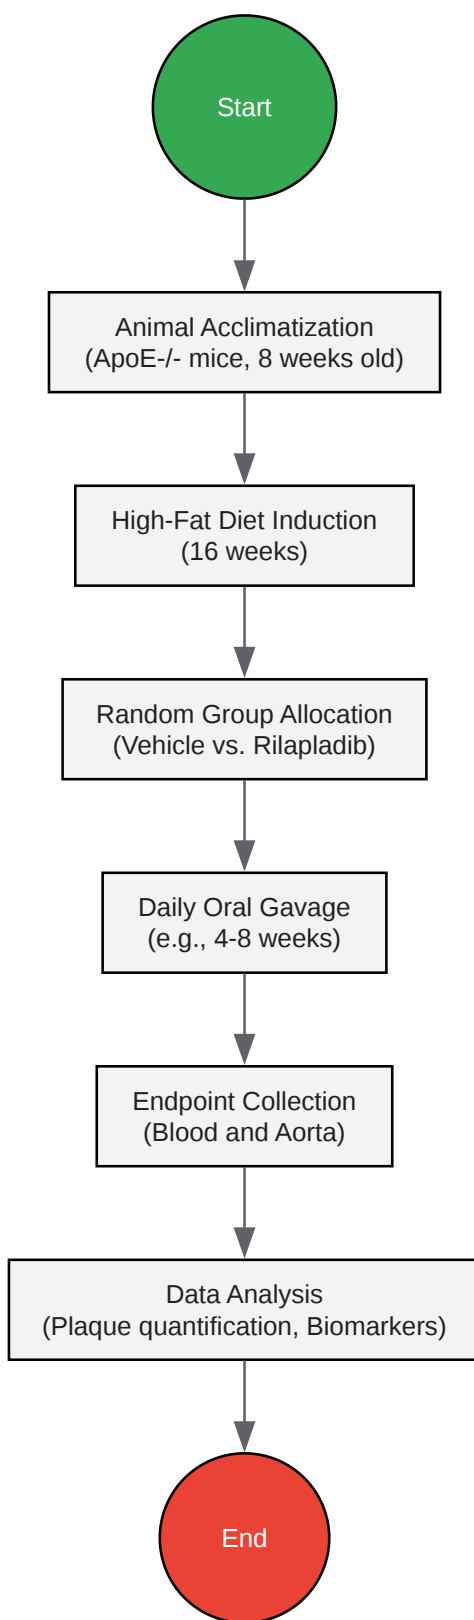 Start
Animal Acclimatization
(ApoE-/- mice, 8 weeks old)
High-Fat Diet Induction
(16 weeks)
Random Group Allocation
(Vehicle vs. Rilapladib)
Daily Oral Gavage
(e.g., 4-8 weeks)
Endpoint Collection
(Blood and Aorta)
Data Analysis
(Plaque quantification, Biomarkers)
End